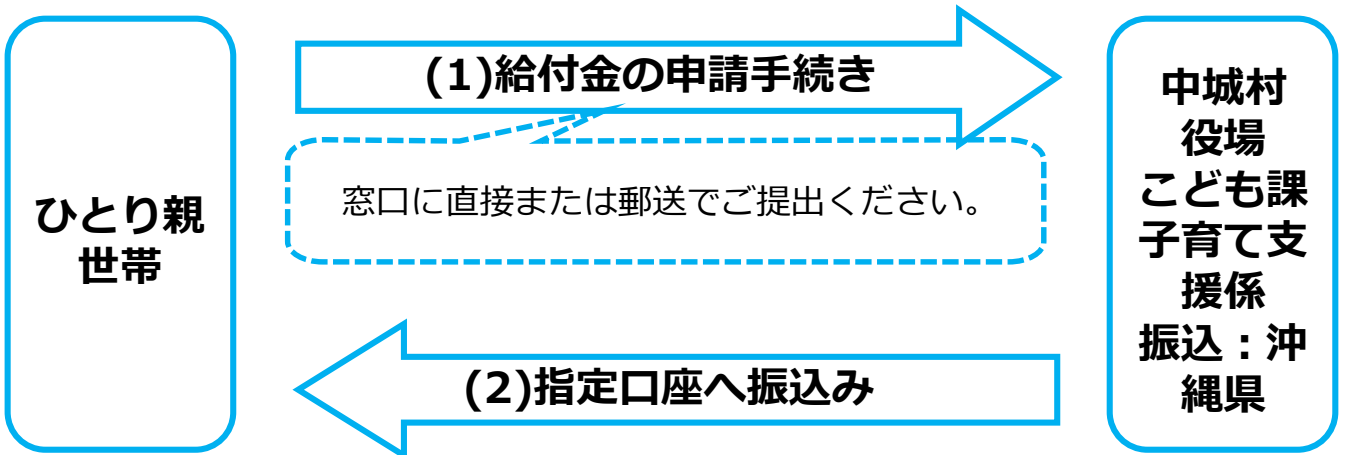 ひとり親
世帯
(1)給付金の申請手続き
窓口に直接または郵送でご提出ください。
(2)指定口座へ振込み
中城村
役場
こども課
子育て支
援係
振込：沖
縄県